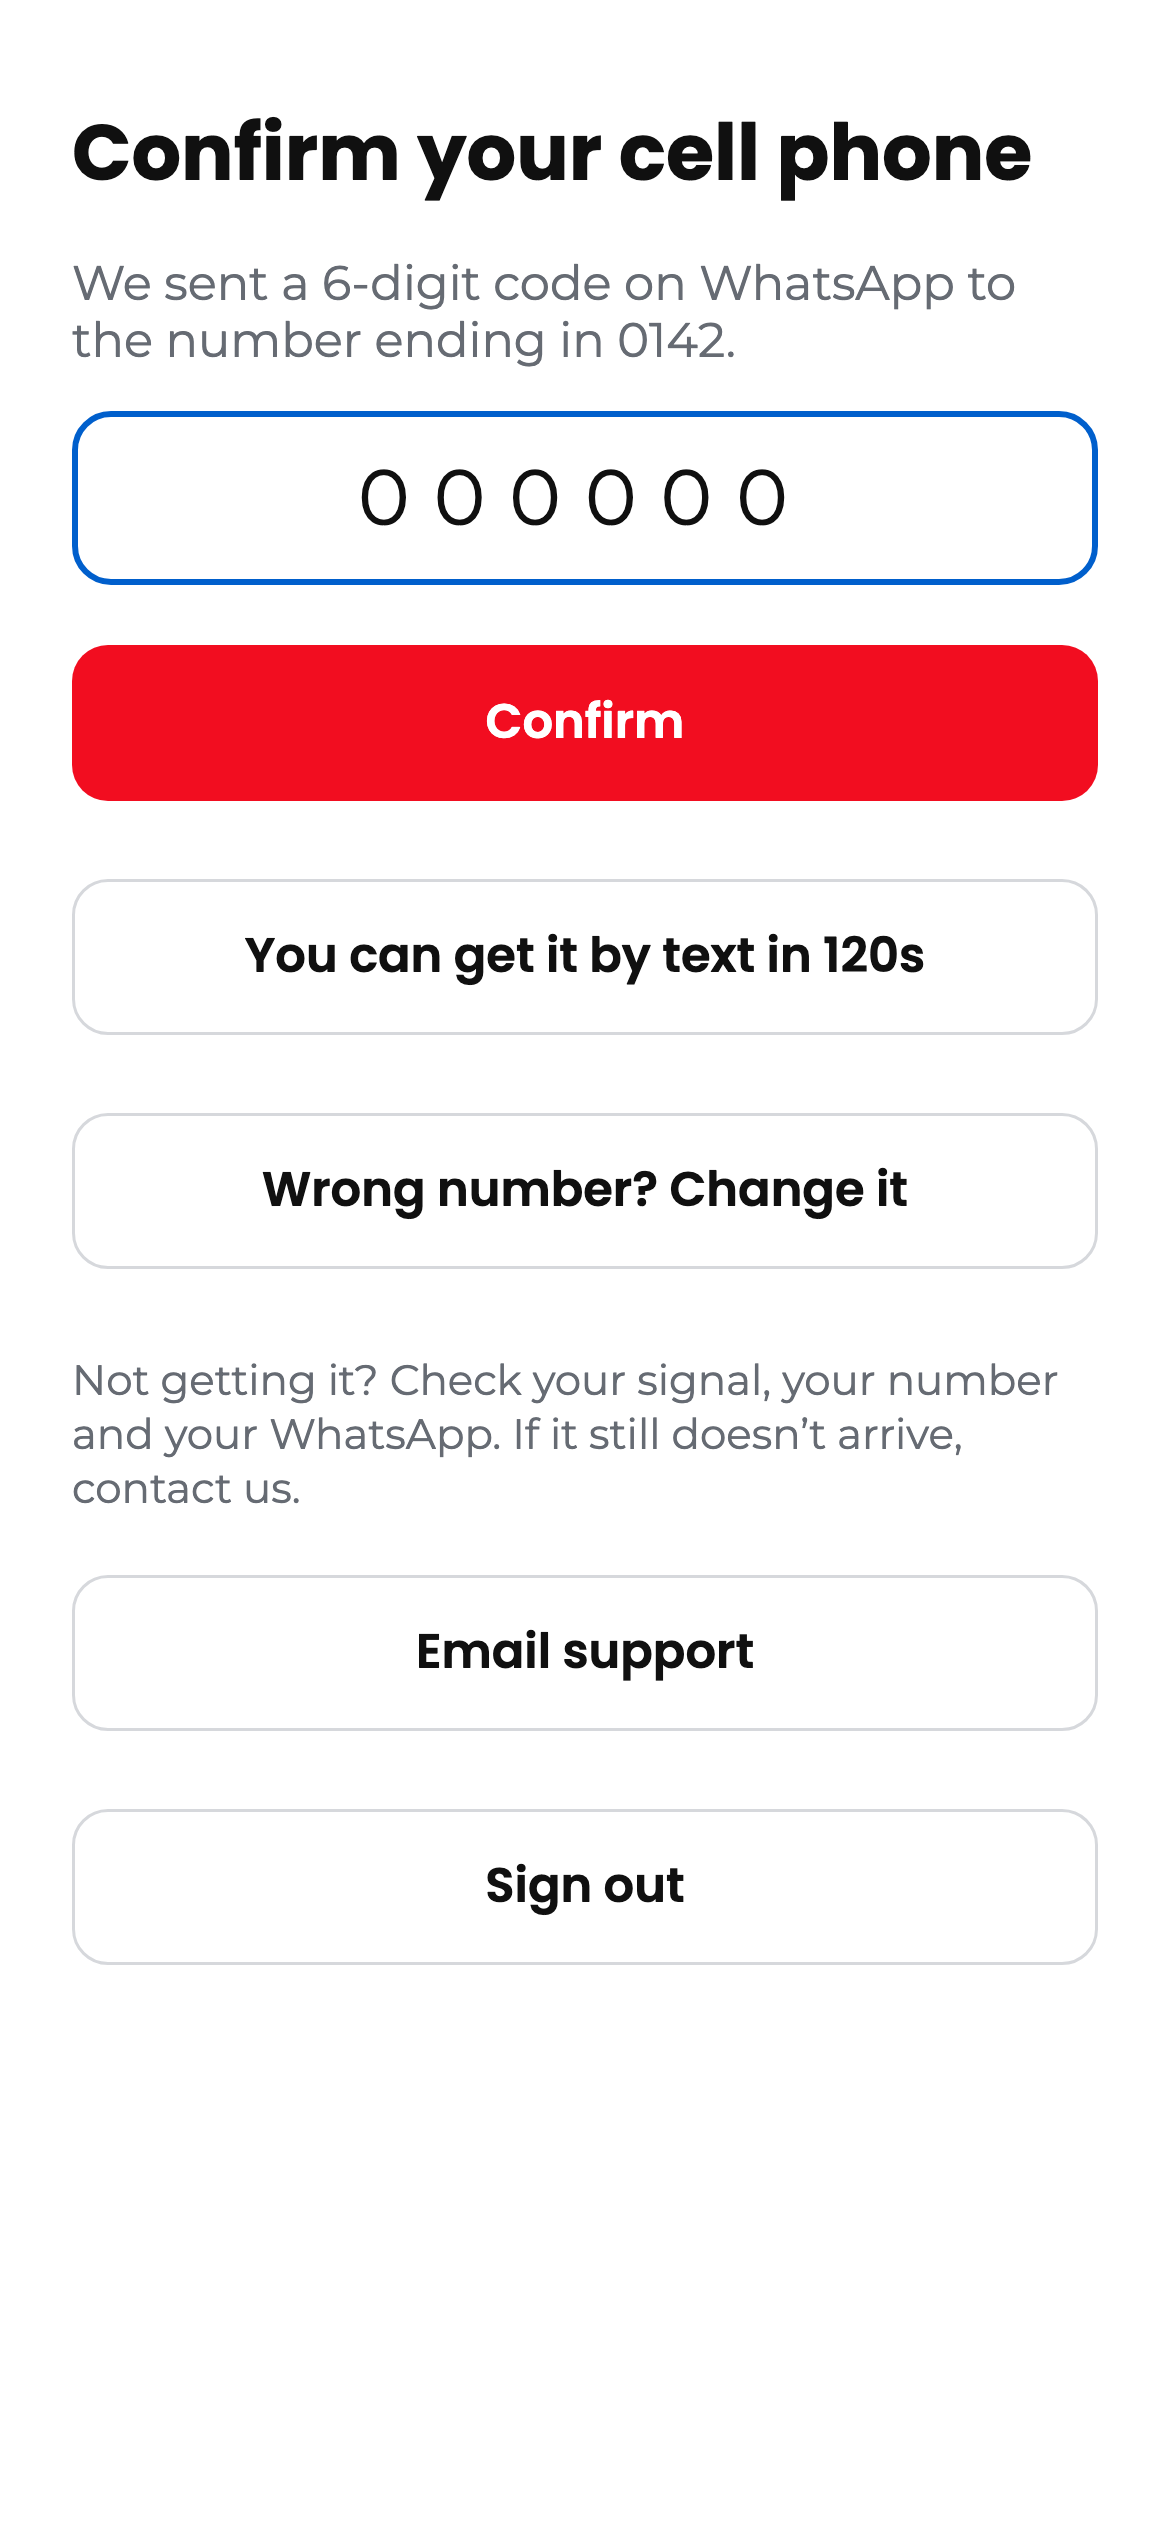 Confirm your cell phone
We sent a 6-digit code on WhatsApp to
the number ending in 0142.
0 0 0 0 0 0
Confirm
You can get it by text in 120s
Wrong number? Change it
Not getting it? Check your signal, your number
and your WhatsApp. If it still doesn’t arrive,
contact us.
Email support
Sign out